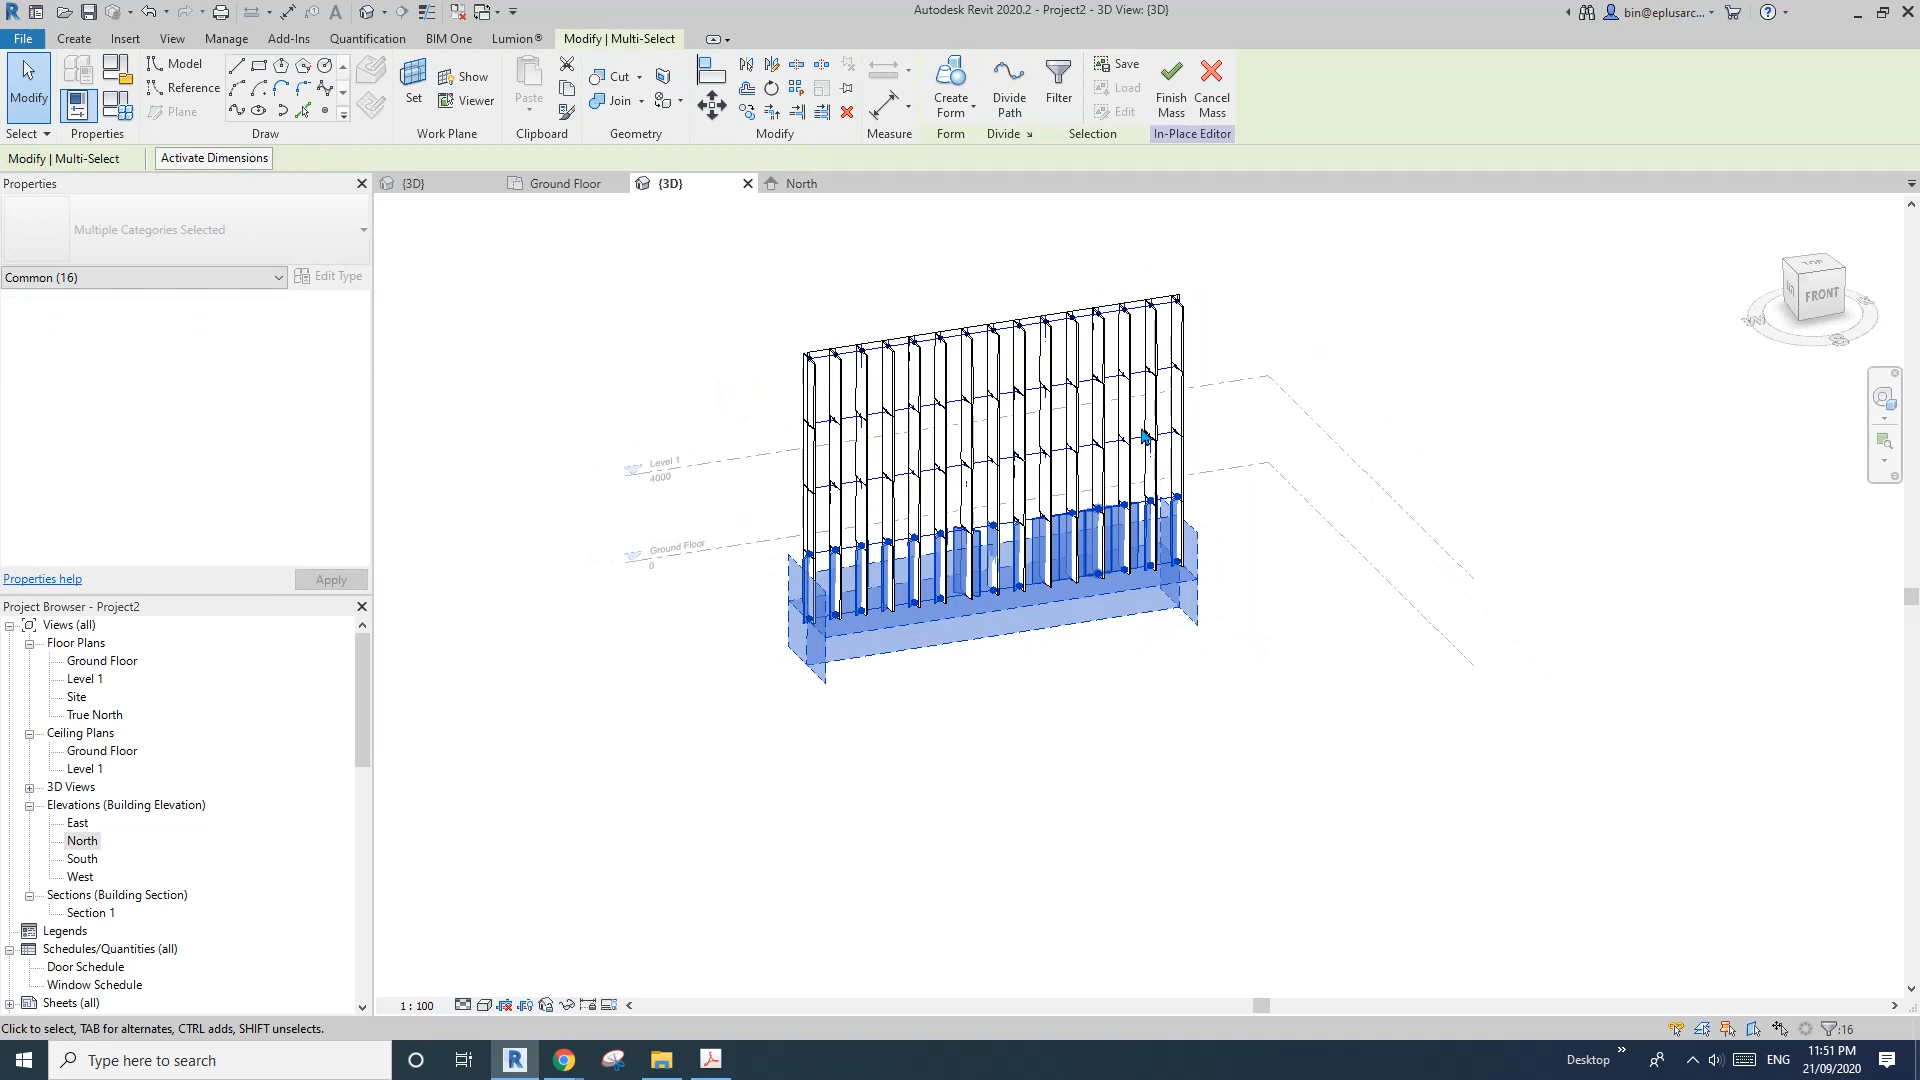 Autodesk Revit 2020.2 - Project2 - 3D View: {3D}
bin@eplusarc...
File Create Insert View Manage Add-Ins Quantification BIM One Lumion® Modify | Multi-Select
Modify
Model
Reference
Plane
Set
Show
Viewer
Paste
Cut
Join
Create Form
Divide Path
Filter
Save
Load
Edit
Finish Mass
Cancel Mass
Select Properties Draw Work Plane Clipboard Geometry Modify Measure Form Divide Selection In-Place Editor
Modify | Multi-Select Activate Dimensions
Properties
{3D} Ground Floor {3D} North
Multiple Categories Selected
Common (16) Edit Type
Properties help Apply
TOP
FRONT
Level 1
4000
Ground Floor
0
Project Browser - Project2
Views (all)
Floor Plans
Ground Floor
Level 1
Site
True North
Ceiling Plans
Ground Floor
Level 1
3D Views
Elevations (Building Elevation)
East
North
South
West
Sections (Building Section)
Section 1
Legends
Schedules/Quantities (all)
Door Schedule
Window Schedule
Sheets (all)
1 : 100
Click to select, TAB for alternates, CTRL adds, SHIFT unselects.
:16
Type here to search
Desktop
ENG
11:51 PM
21/09/2020